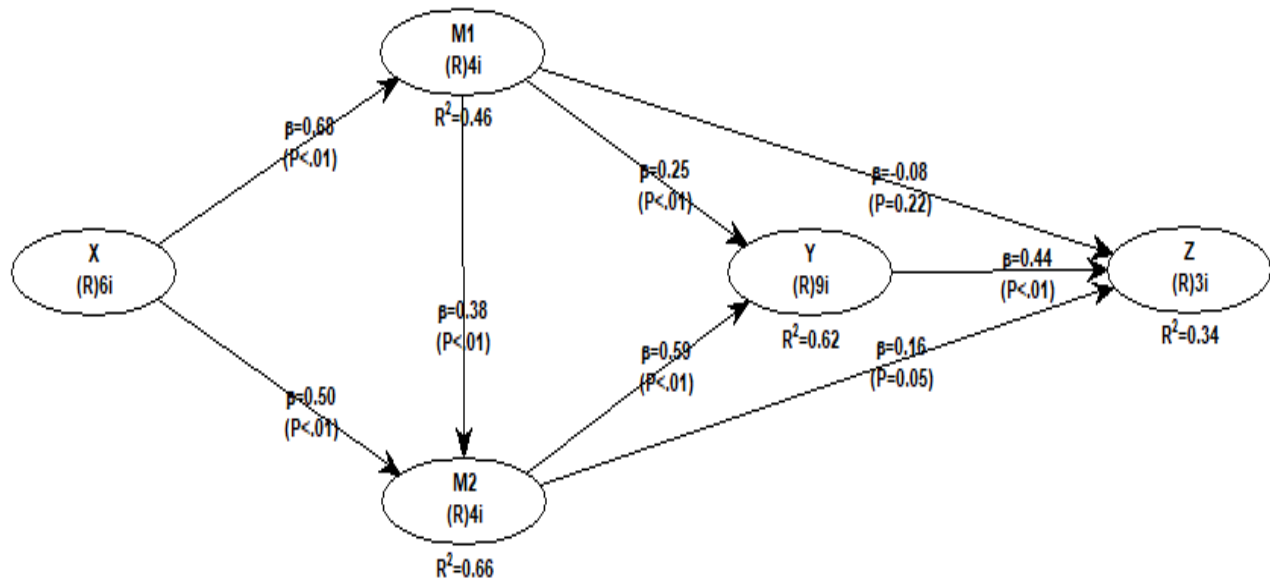 M1
(R)4i
R²=0.46
β=0.68
(P<.01)
β=0.25
(P<.01)
β=-0.08
(P=0.22)
X
(R)6i
Y
(R)9i
R²=0.62
β=0.44
(P<.01)
Z
(R)3i
R²=0.34
β=0.38
(P<.01)
β=0.59
(P<.01)
β=0.16
(P=0.05)
β=0.50
(P<.01)
M2
(R)4i
R²=0.66